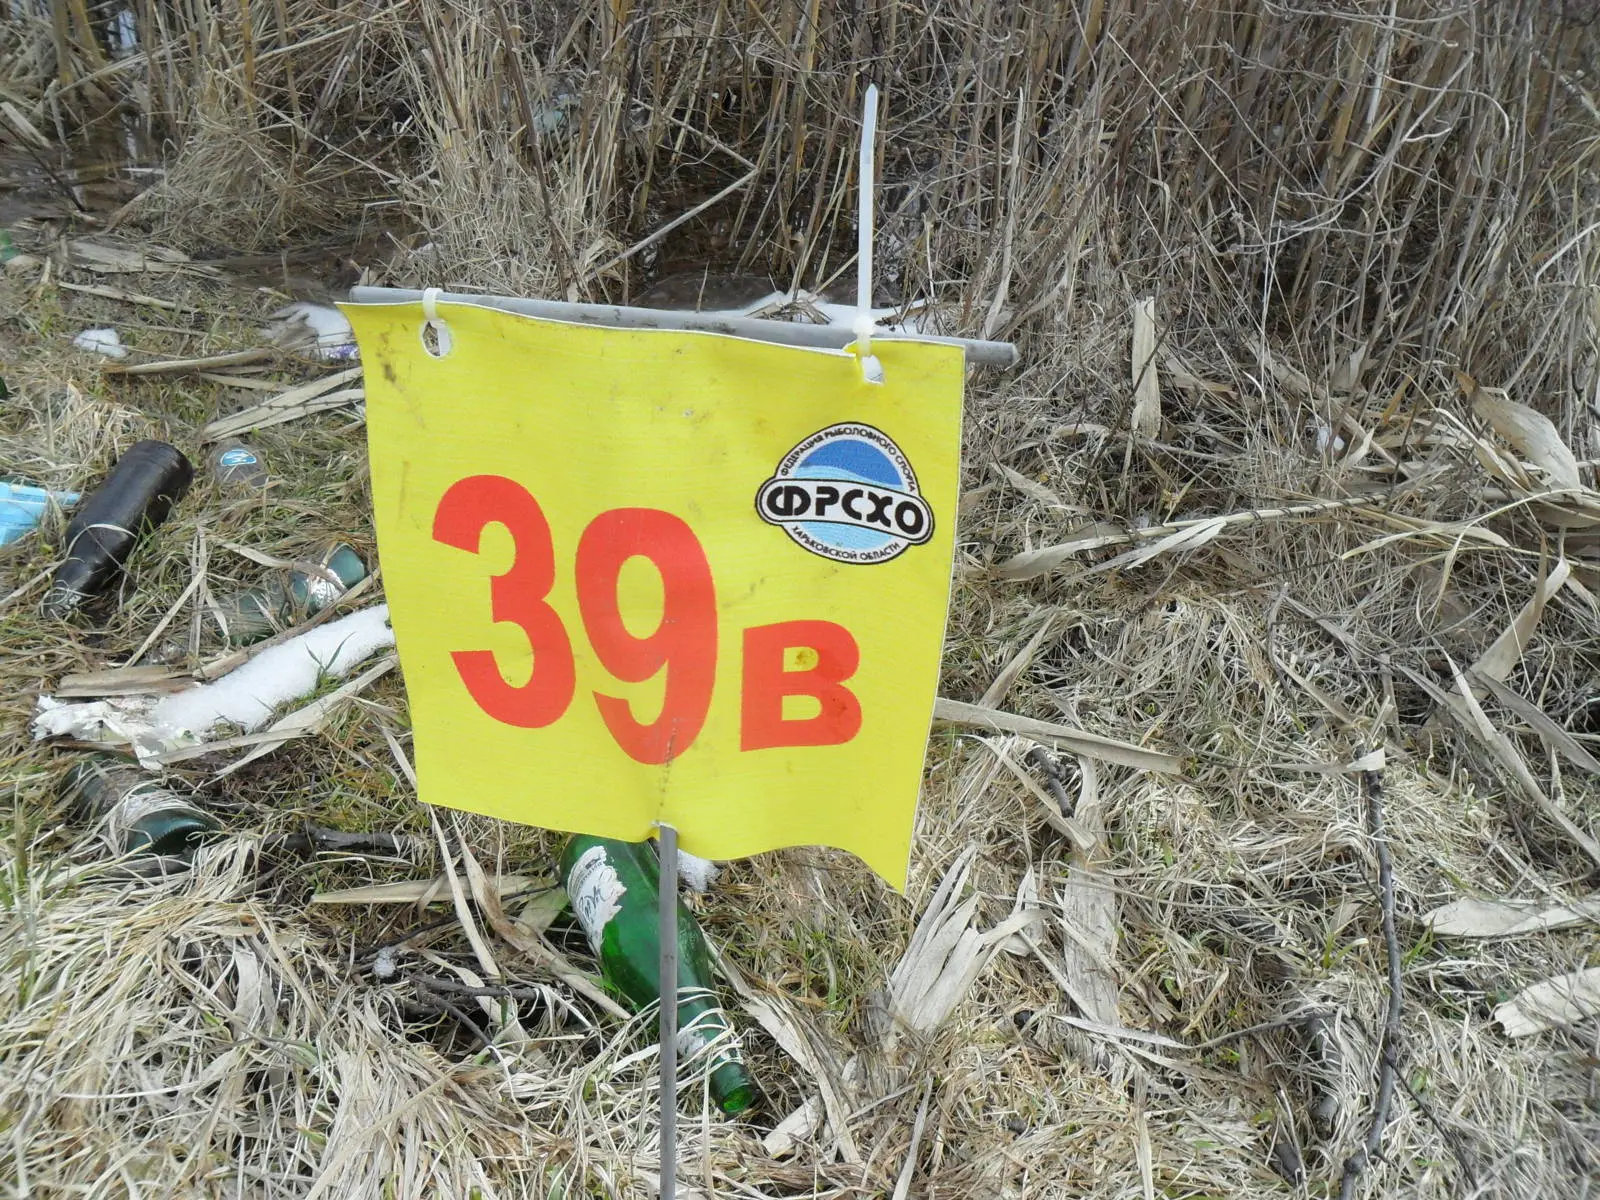 ФЕДЕРАЦИЯ РЫБОЛОВНОГО СПОРТА
ФРСХО
ХАРЬКОВСКОЙ ОБЛАСТИ
39В